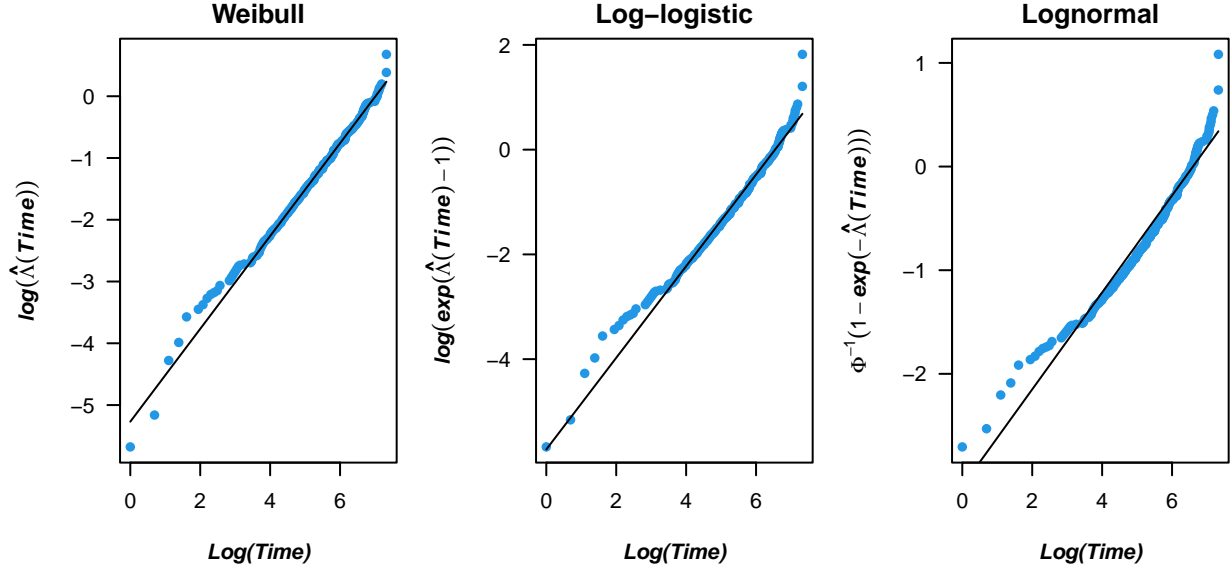 Weibull
0
−1
−2
−3
−4
−5
0 2 4 6
log(Λ̂(Time))
Log(Time)
Log−logistic
2
0
−2
−4
0 2 4 6
log(exp(Λ̂(Time)−1))
Log(Time)
Lognormal
1
0
−1
−2
0 2 4 6
Φ⁻¹(1−exp(−Λ̂(Time)))
Log(Time)